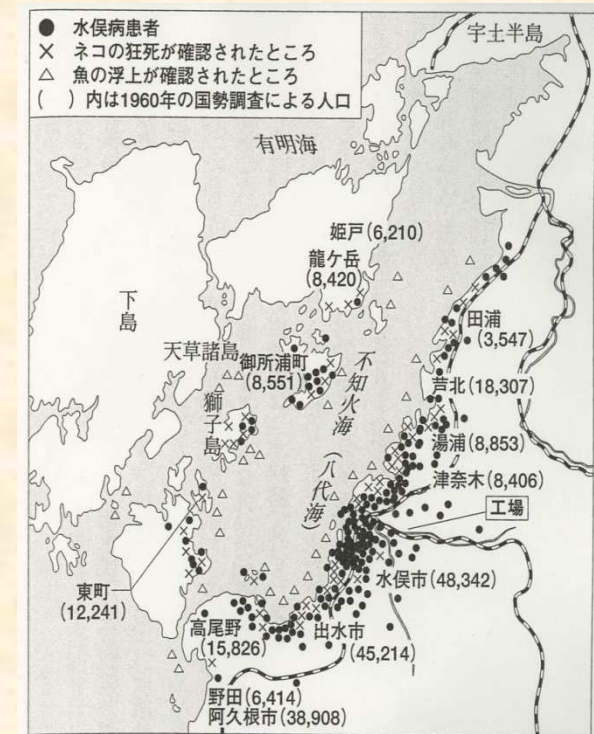 ● 水俣病患者
× ネコの狂死が確認されたところ
△ 魚の浮上が確認されたところ
( ) 内は1960年の国勢調査による人口
宇土半島
有明海
姫戸(6,210)
龍ケ岳
(8,420)
下島
田浦
(3,547)
天草諸島
御所浦町
(8,551)
不知火海
(八代海)
獅子島
芦北(18,307)
湯浦(8,853)
津奈木(8,406)
工場
水俣市(48,342)
東町
(12,241)
高尾野
(15,826)
出水市
(45,214)
野田(6,414)
阿久根市(38,908)